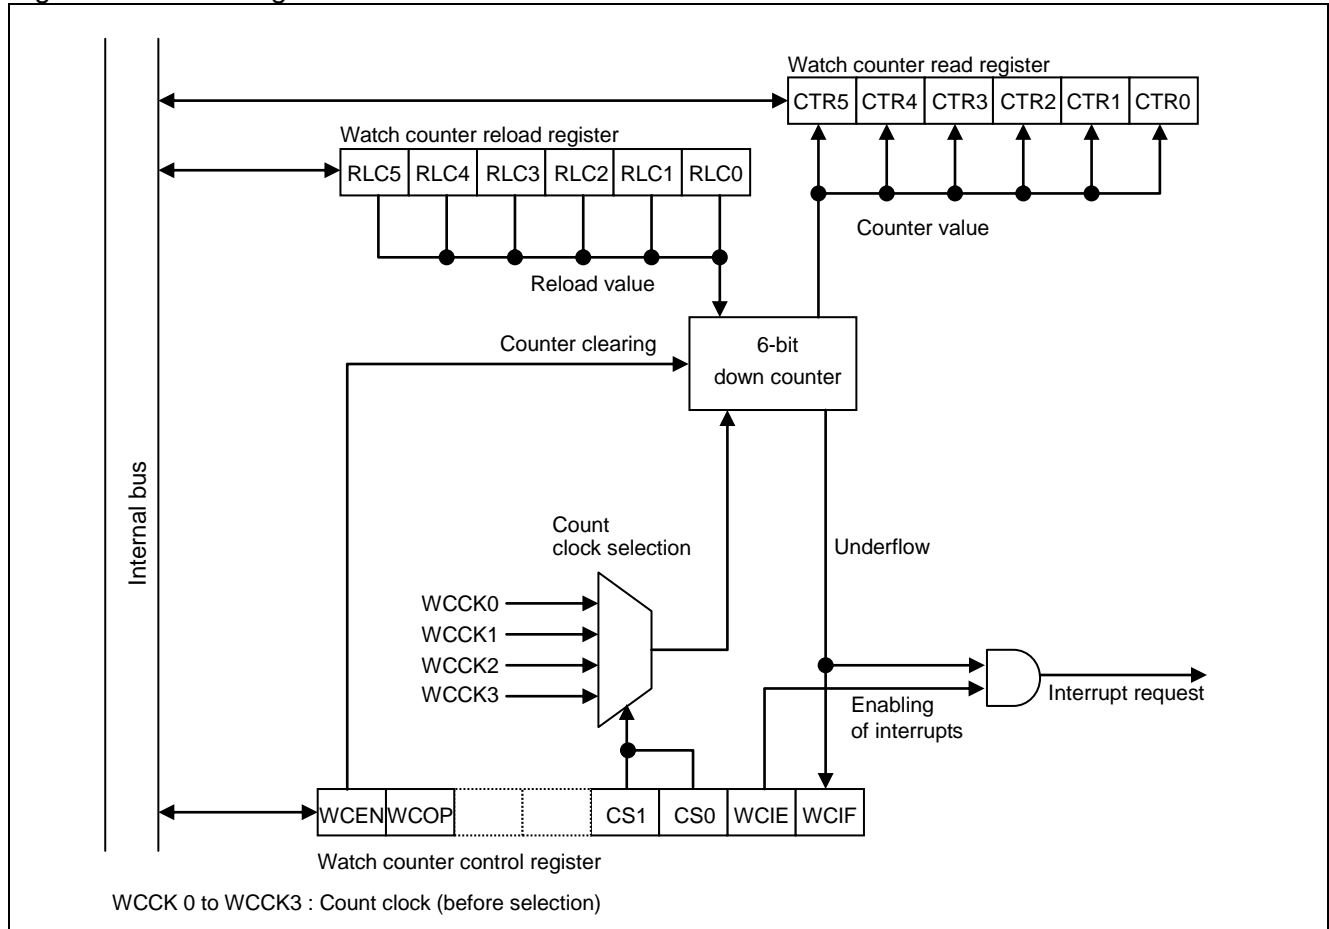 Watch counter read register
CTR5 CTR4 CTR3 CTR2 CTR1 CTR0
Watch counter reload register
RLC5 RLC4 RLC3 RLC2 RLC1 RLC0
Counter value
Reload value
Counter clearing
6-bit
down counter
Internal bus
Count
clock selection
Underflow
WCCK0
WCCK1
WCCK2
WCCK3
Enabling
of interrupts
Interrupt request
WCEN WCOP CS1 CS0 WCIE WCIF
Watch counter control register
WCCK 0 to WCCK3 : Count clock (before selection)